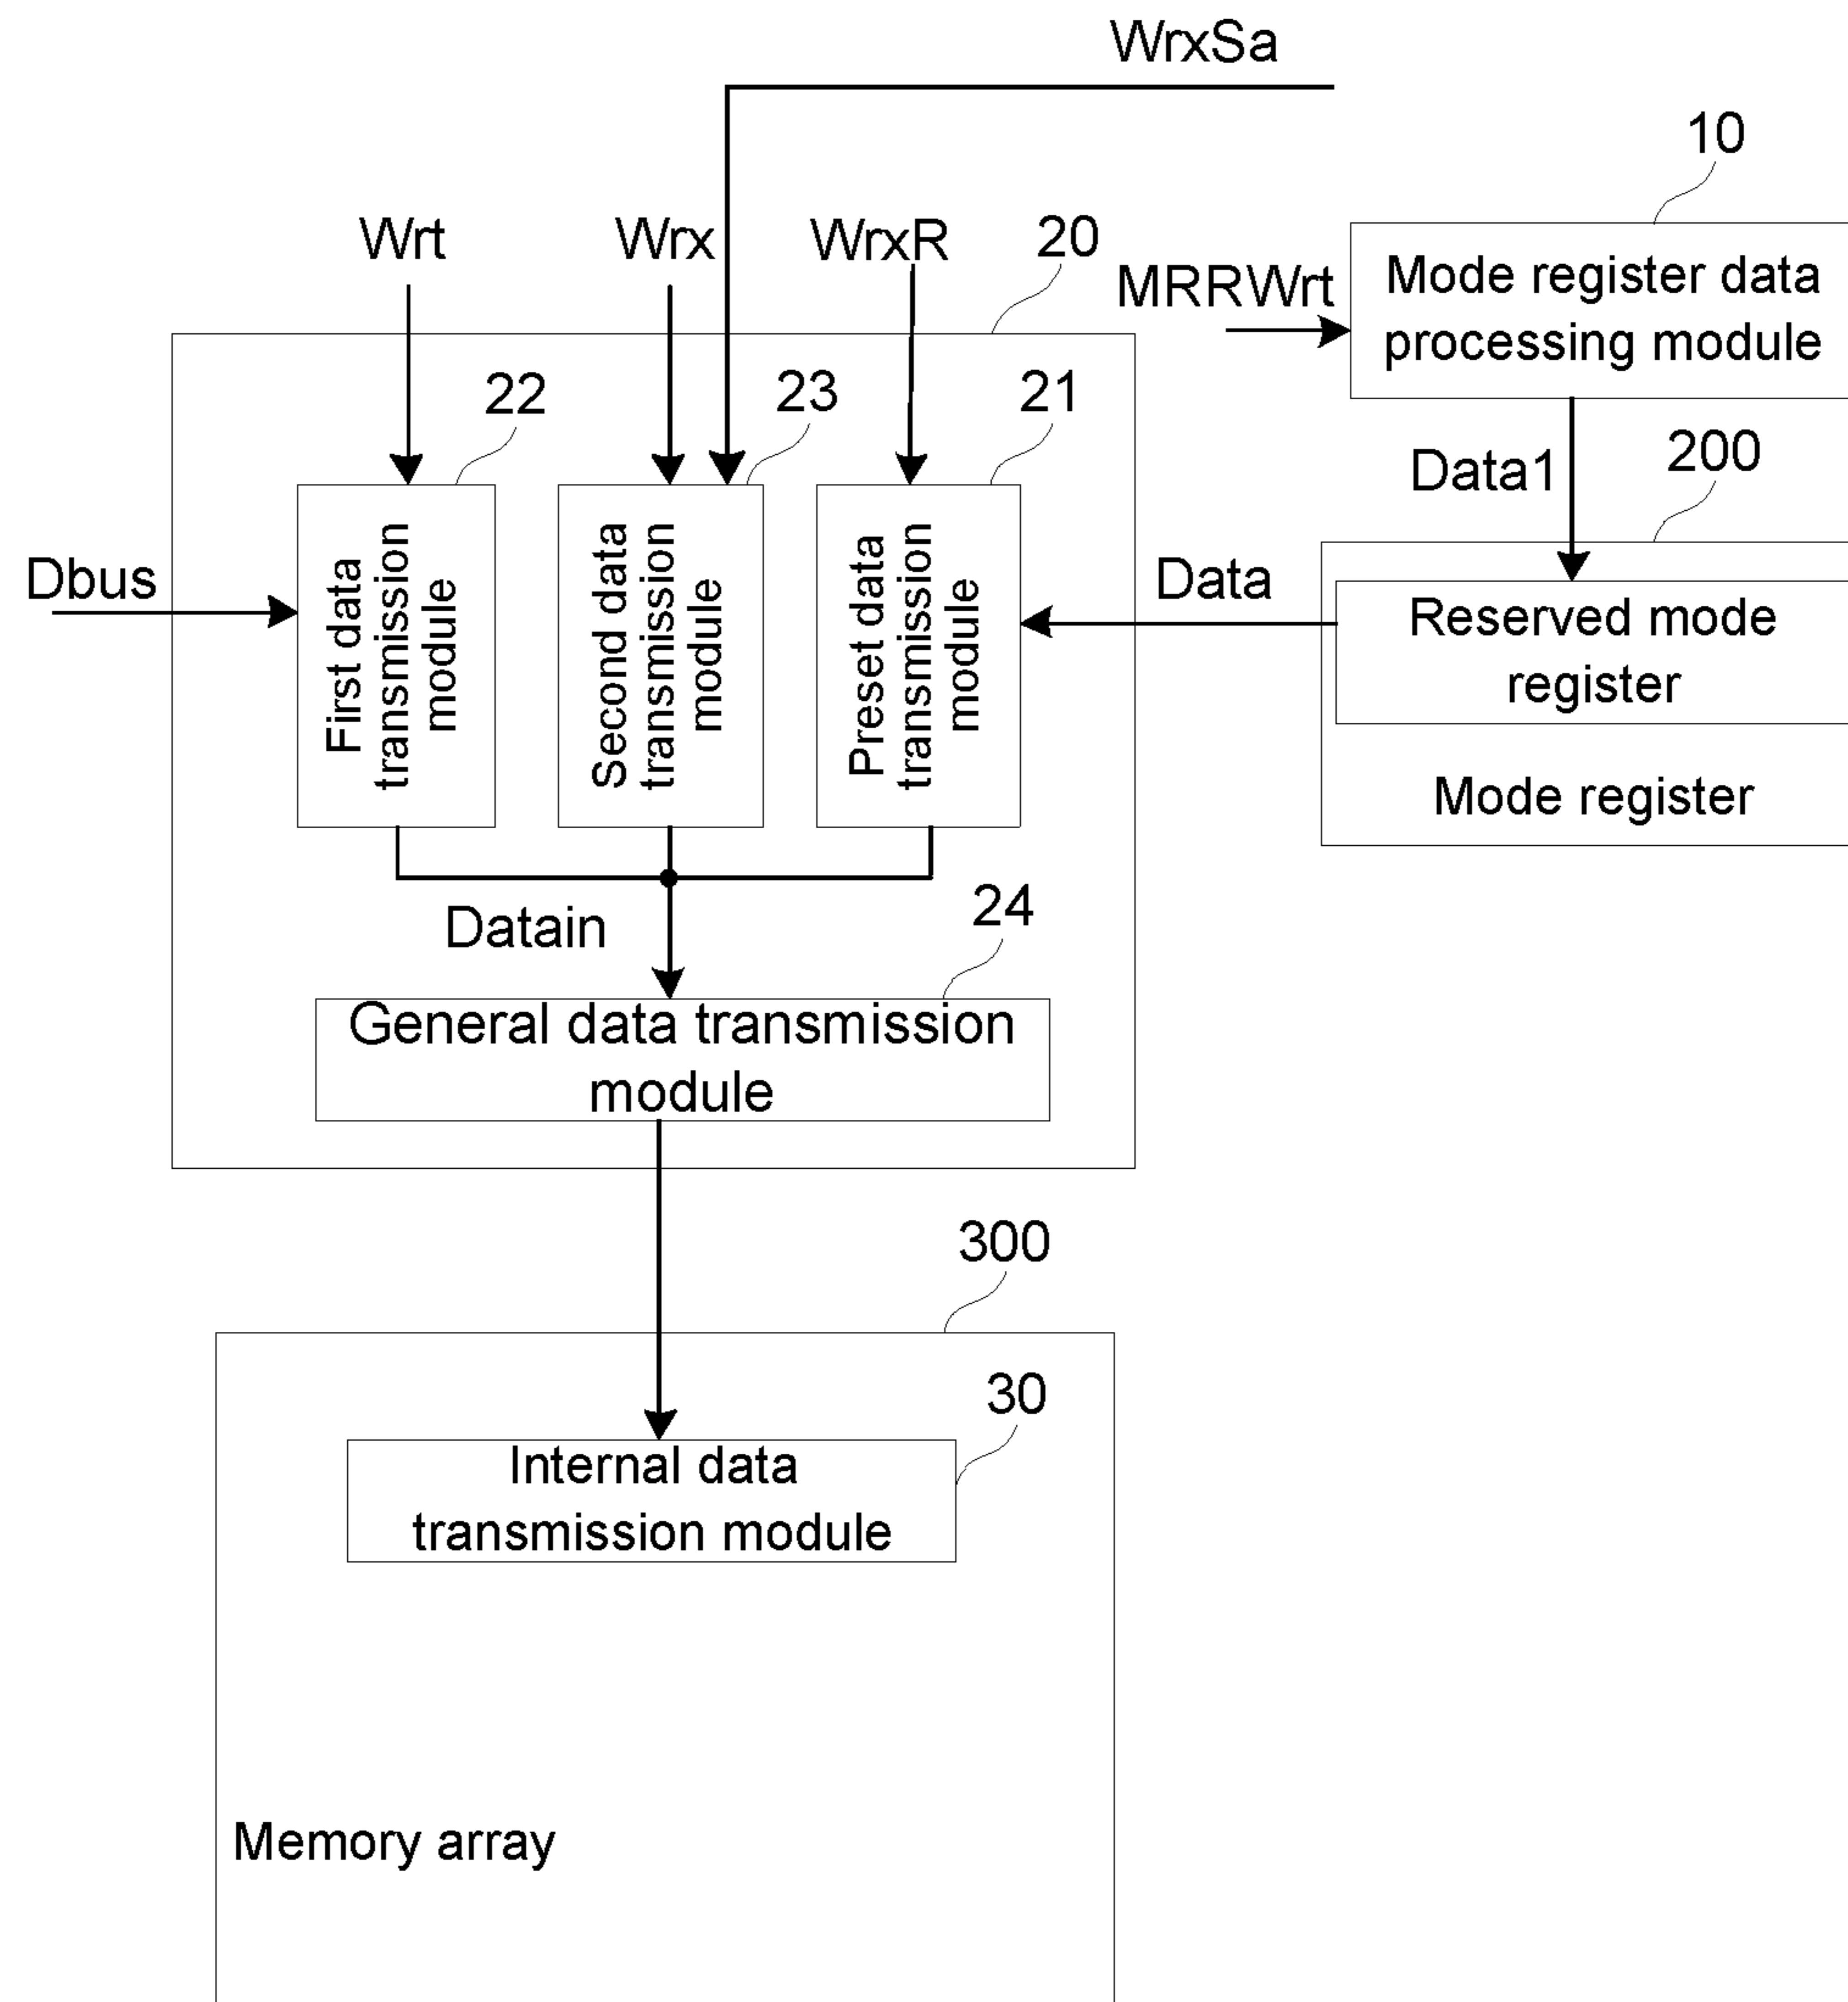 WrxSa
10
Wrt
Wrx
WrxR
20
MRRWrt
Mode register data
processing module
22
23
21
Data1
200
Dbus
First data
transmission
module
Second data
transmission
module
Preset data
transmission
module
Data
Reserved mode
register
Mode register
Datain
24
General data transmission
module
300
30
Internal data
transmission module
Memory array